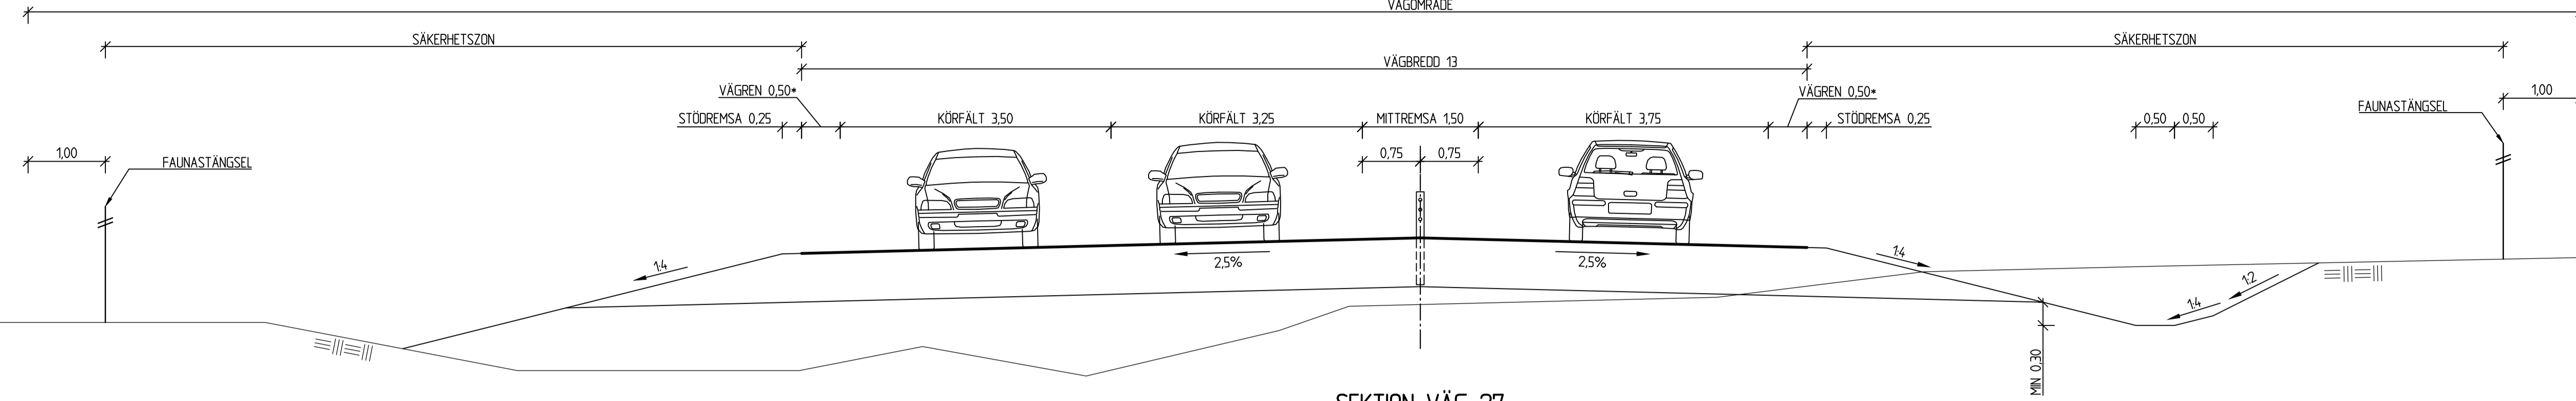 VÄGOMRÅDE
SÄKERHETSZON
SÄKERHETSZON
VÄGBREDD 13
VÄGREN 0,50*
VÄGREN 0,50*
1,00
FAUNASTÄNGSEL
STÖDREMSA 0,25
KÖRFÄLT 3,50
KÖRFÄLT 3,25
MITTREMSA 1,50
KÖRFÄLT 3,75
STÖDREMSA 0,25
0,50
0,50
1,00
FAUNASTÄNGSEL
0,75
0,75
1:4
2,5%
2,5%
1:4
1:2
1:4
MIN 0,30
SEKTION VÄG 27